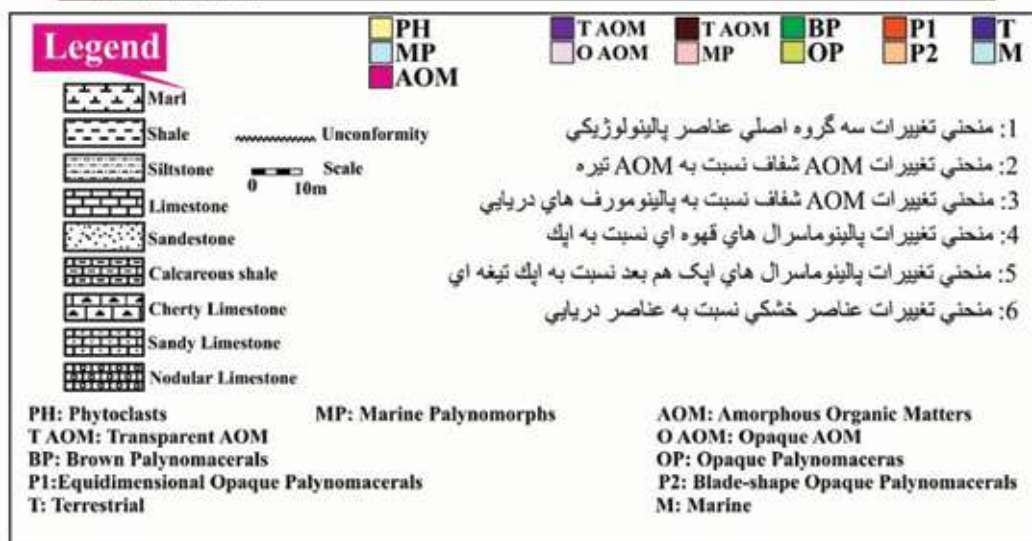 Legend
PH
MP
AOM
T AOM
O AOM
T AOM
MP
BP
OP
P1
P2
T
M
Marl
Shale
Siltstone
Limestone
Sandestone
Calcareous shale
Cherty Limestone
Sandy Limestone
Nodular Limestone
Unconformity
Scale
0 10m
1: منحني تغييرات سه گروه اصلي عناصر پالينولوژيكي
2: منحني تغييرات AOM شفاف نسبت به AOM تيره
3: منحني تغييرات AOM شفاف نسبت به پالينومورف هاي دريايي
4: منحني تغييرات پالينوماسرال هاي قهوه اي نسبت به اپك
5: منحني تغييرات پالينوماسرال هاي اپک هم بعد نسبت به اپك تيغه اي
6: منحني تغييرات عناصر خشكي نسبت به عناصر دريايي
PH: Phytoclasts MP: Marine Palynomorphs AOM: Amorphous Organic Matters
T AOM: Transparent AOM O AOM: Opaque AOM
BP: Brown Palynomacerals OP: Opaque Palynomaceras
P1:Equidimensional Opaque Palynomacerals P2: Blade-shape Opaque Palynomacerals
T: Terrestrial M: Marine